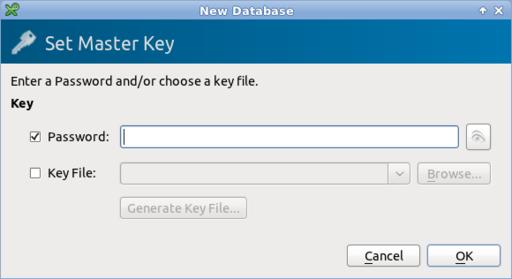 New Database
Set Master Key
Enter a Password and/or choose a key file.
Key
Password:
Key File:
Browse...
Generate Key File...
Cancel
OK